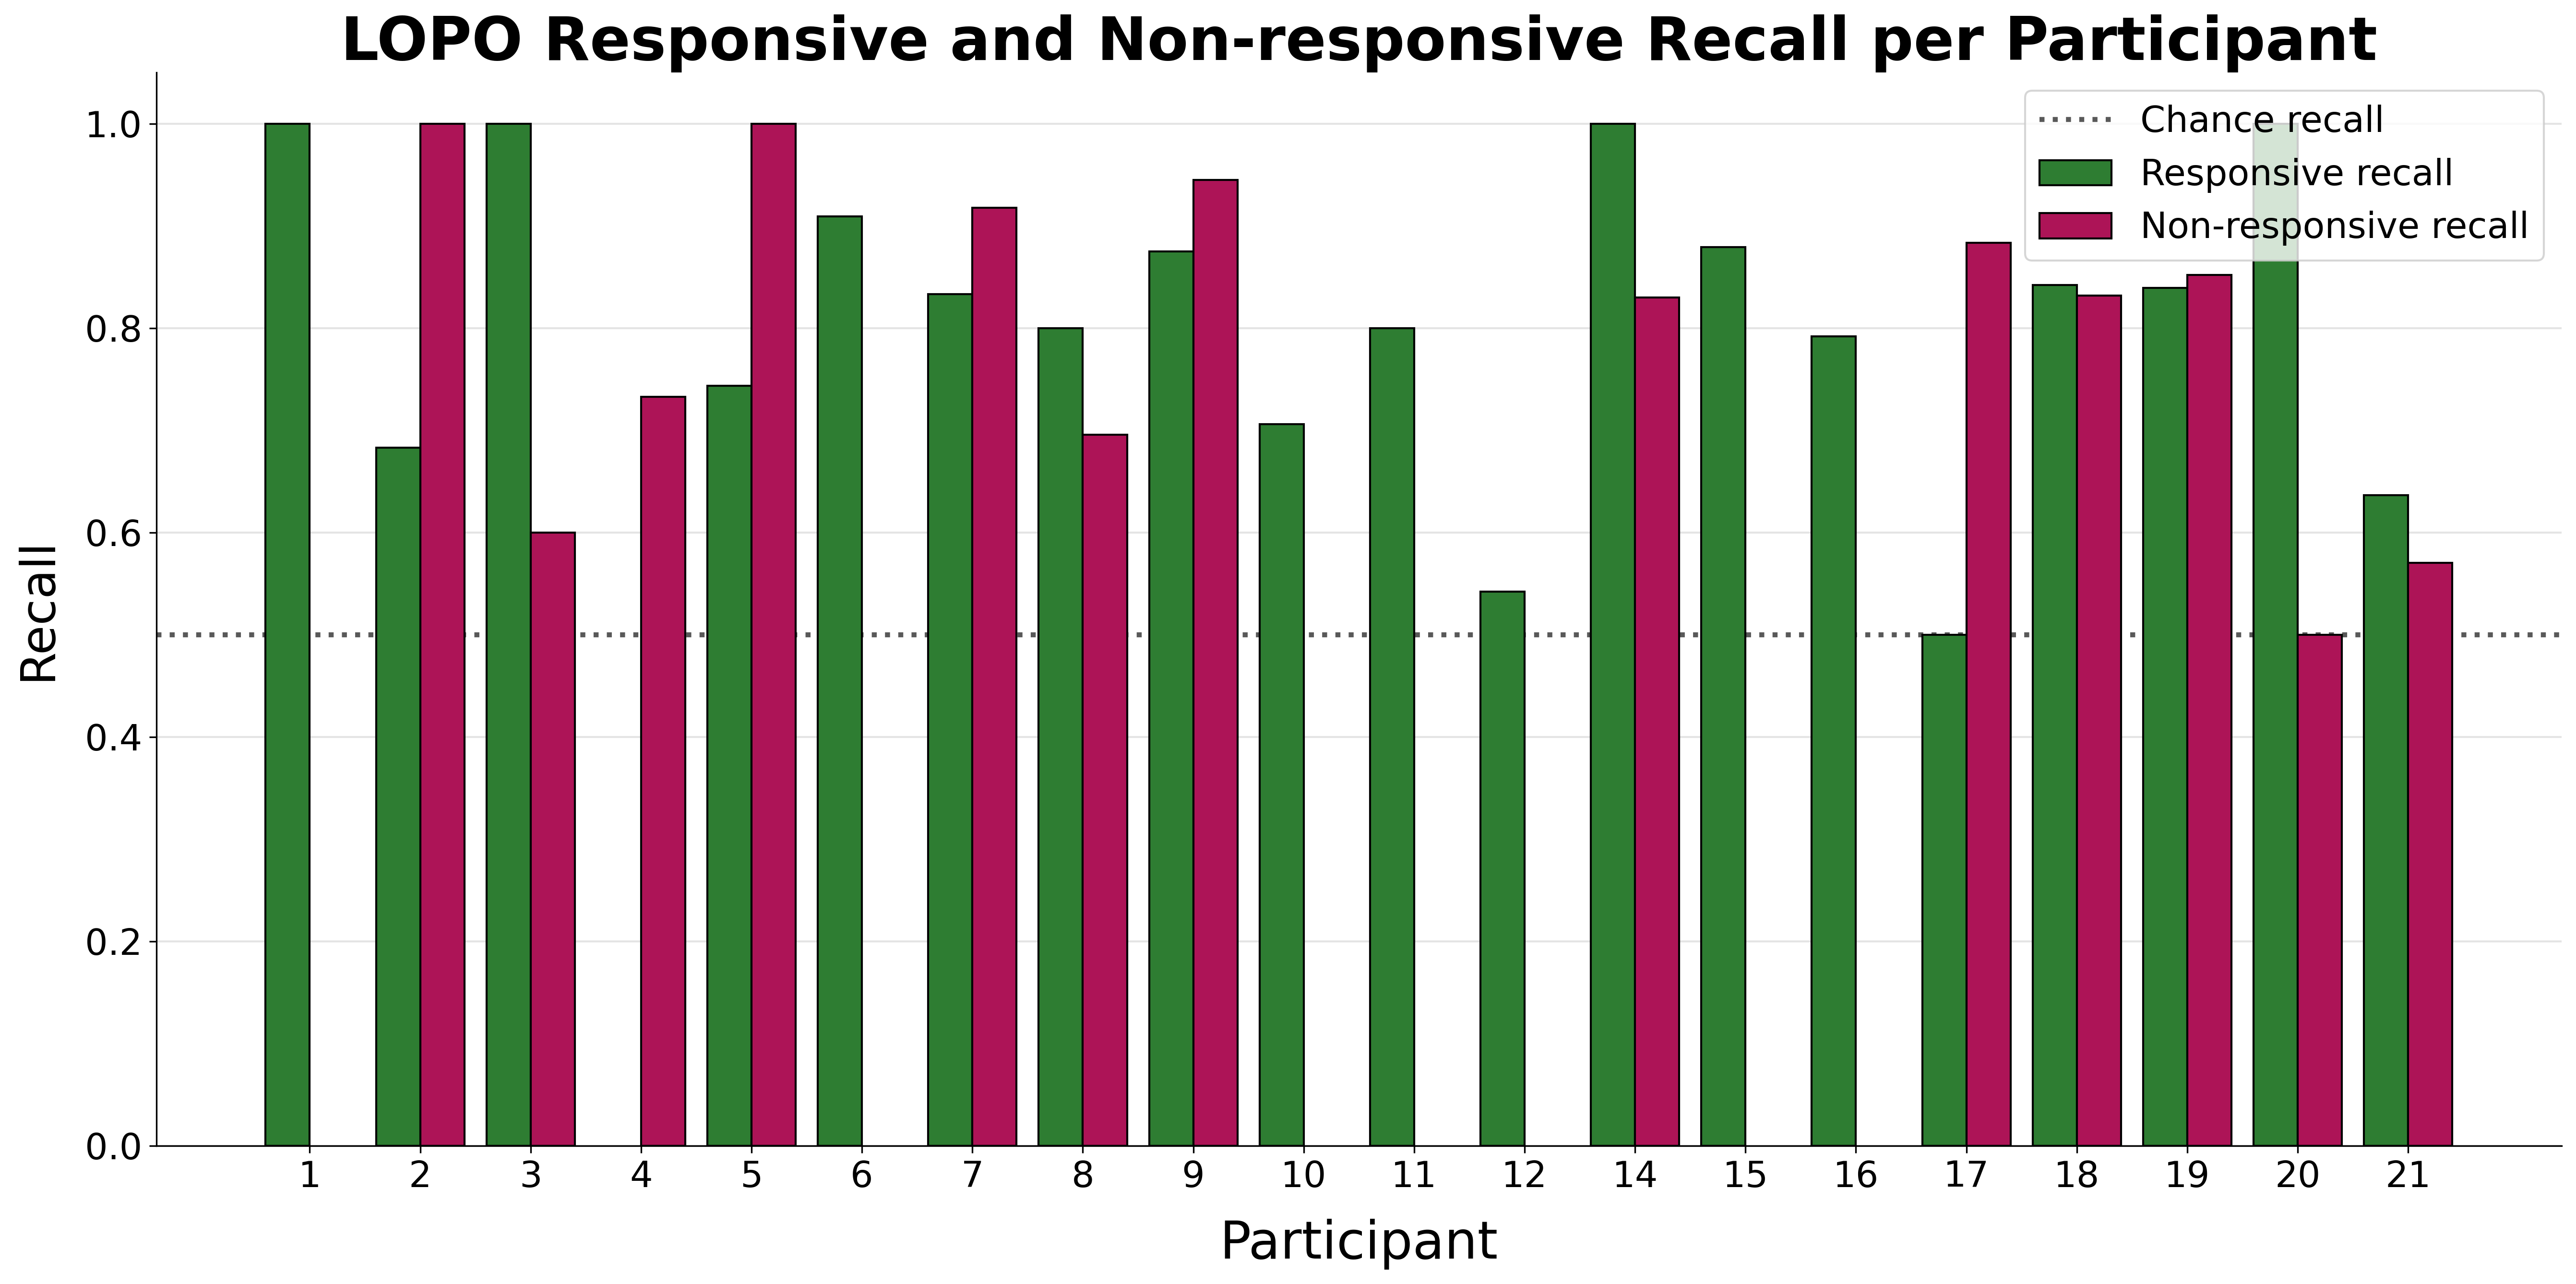 LOPO Responsive and Non-responsive Recall per Participant
Chance recall
Responsive recall
Non-responsive recall
1.0
0.8
0.6
0.4
0.2
0.0
Recall
1 2 3 4 5 6 7 8 9 10 11 12 14 15 16 17 18 19 20 21
Participant